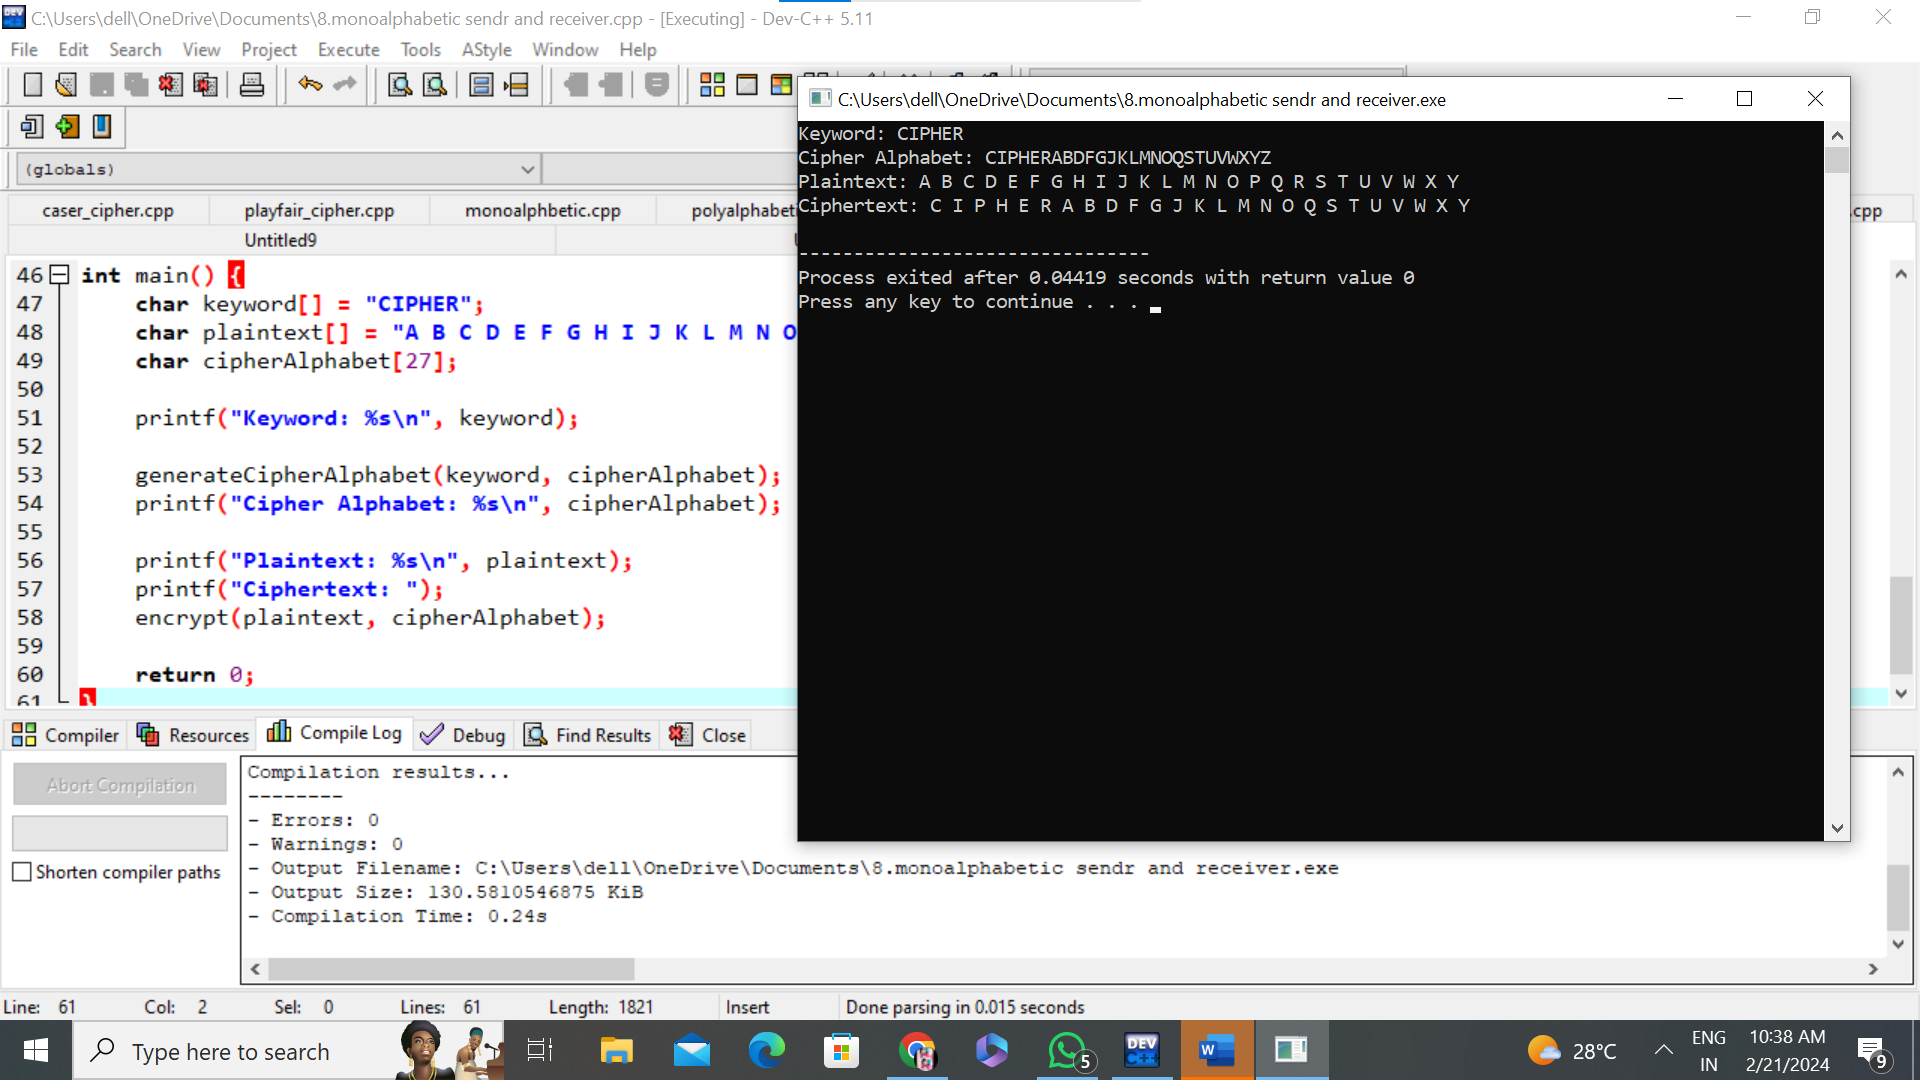 C:\Users\dell\OneDrive\Documents\8.monoalphabetic sendr and receiver.cpp - [Executing] - Dev-C++ 5.11
File Edit Search View Project Execute Tools AStyle Window Help
C:\Users\dell\OneDrive\Documents\8.monoalphabetic sendr and receiver.exe
Keyword: CIPHER
Cipher Alphabet: CIPHERABDFGJKLMNOQSTUVWXYZ
Plaintext: A B C D E F G H I J K L M N O P Q R S T U V W X Y
Ciphertext: C I P H E R A B D F G J K L M N O Q S T U V W X Y
--------------------------------
Process exited after 0.04419 seconds with return value 0
Press any key to continue . . .
(globals)
caser_cipher.cpp playfair_cipher.cpp monoalphbetic.cpp polyalphabeti .cpp
Untitled9
46 int main() {
47 char keyword[] = "CIPHER";
48 char plaintext[] = "A B C D E F G H I J K L M N O
49 char cipherAlphabet[27];
50
51 printf("Keyword: %s\n", keyword);
52
53 generateCipherAlphabet(keyword, cipherAlphabet);
54 printf("Cipher Alphabet: %s\n", cipherAlphabet);
55
56 printf("Plaintext: %s\n", plaintext);
57 printf("Ciphertext: ");
58 encrypt(plaintext, cipherAlphabet);
59
60 return 0;
61 }
Compiler Resources Compile Log Debug Find Results Close
Abort Compilation
Shorten compiler paths
Compilation results...
--------
- Errors: 0
- Warnings: 0
- Output Filename: C:\Users\dell\OneDrive\Documents\8.monoalphabetic sendr and receiver.exe
- Output Size: 130.5810546875 KiB
- Compilation Time: 0.24s
Line: 61 Col: 2 Sel: 0 Lines: 61 Length: 1821 Insert Done parsing in 0.015 seconds
Type here to search
5
DEV C++
W
28°C
ENG
IN
10:38 AM
2/21/2024
9